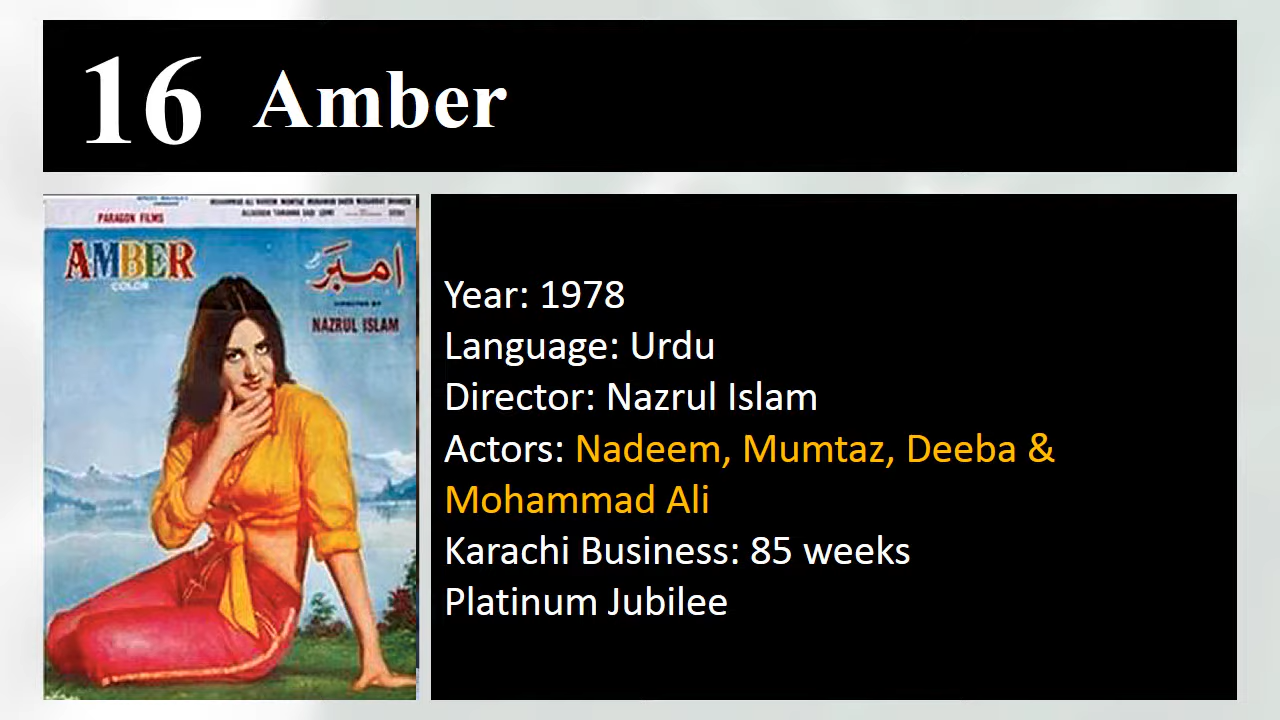 16 Amber
PARAGON FILMS
AMBER
COLOR
امبر
DIRECTED BY
NAZRUL ISLAM
Year: 1978
Language: Urdu
Director: Nazrul Islam
Actors: Nadeem, Mumtaz, Deeba &
Mohammad Ali
Karachi Business: 85 weeks
Platinum Jubilee